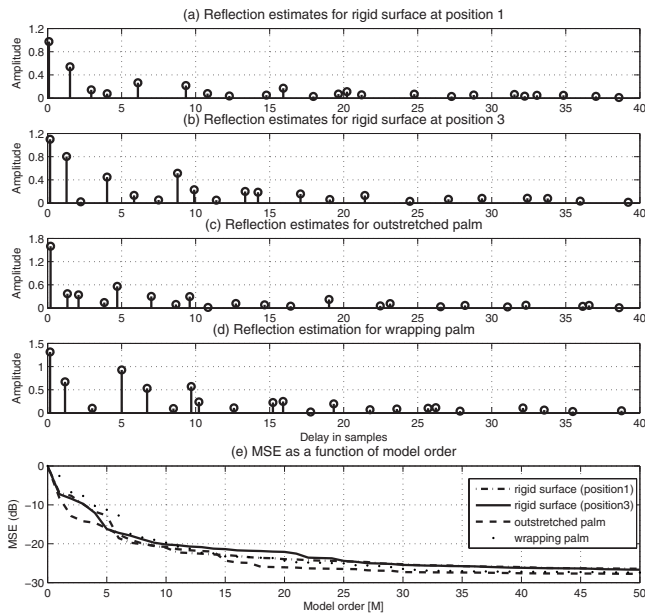 (a) Reflection estimates for rigid surface at position 1
Amplitude
1.2
0.8
0.4
0
0 5 10 15 20 25 30 35 40
(b) Reflection estimates for rigid surface at position 3
Amplitude
1.2
0.8
0.4
0
0 5 10 15 20 25 30 35 40
(c) Reflection estimates for outstretched palm
Amplitude
1.8
1.2
0.6
0
0 5 10 15 20 25 30 35 40
(d) Reflection estimation for wrapping palm
Amplitude
1.5
1
0.5
0
0 5 10 15 20 25 30 35 40
Delay in samples
(e) MSE as a function of model order
MSE (dB)
0
−10
−20
−30
rigid surface (position1)
rigid surface (position3)
outstretched palm
wrapping palm
0 5 10 15 20 25 30 35 40 45 50
Model order [M]